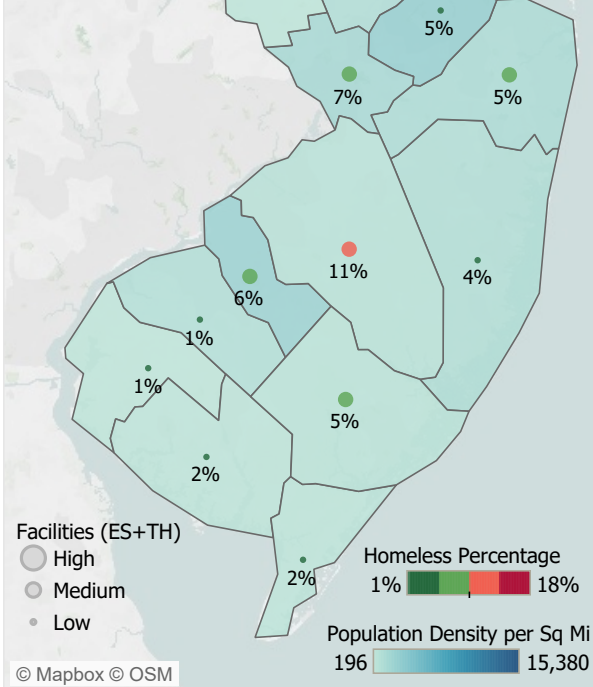 5%
7%
5%
11%
4%
6%
1%
1%
5%
2%
2%
Facilities (ES+TH)
High
Medium
Low
Homeless Percentage
1% 18%
Population Density per Sq Mi
196 15,380
© Mapbox © OSM